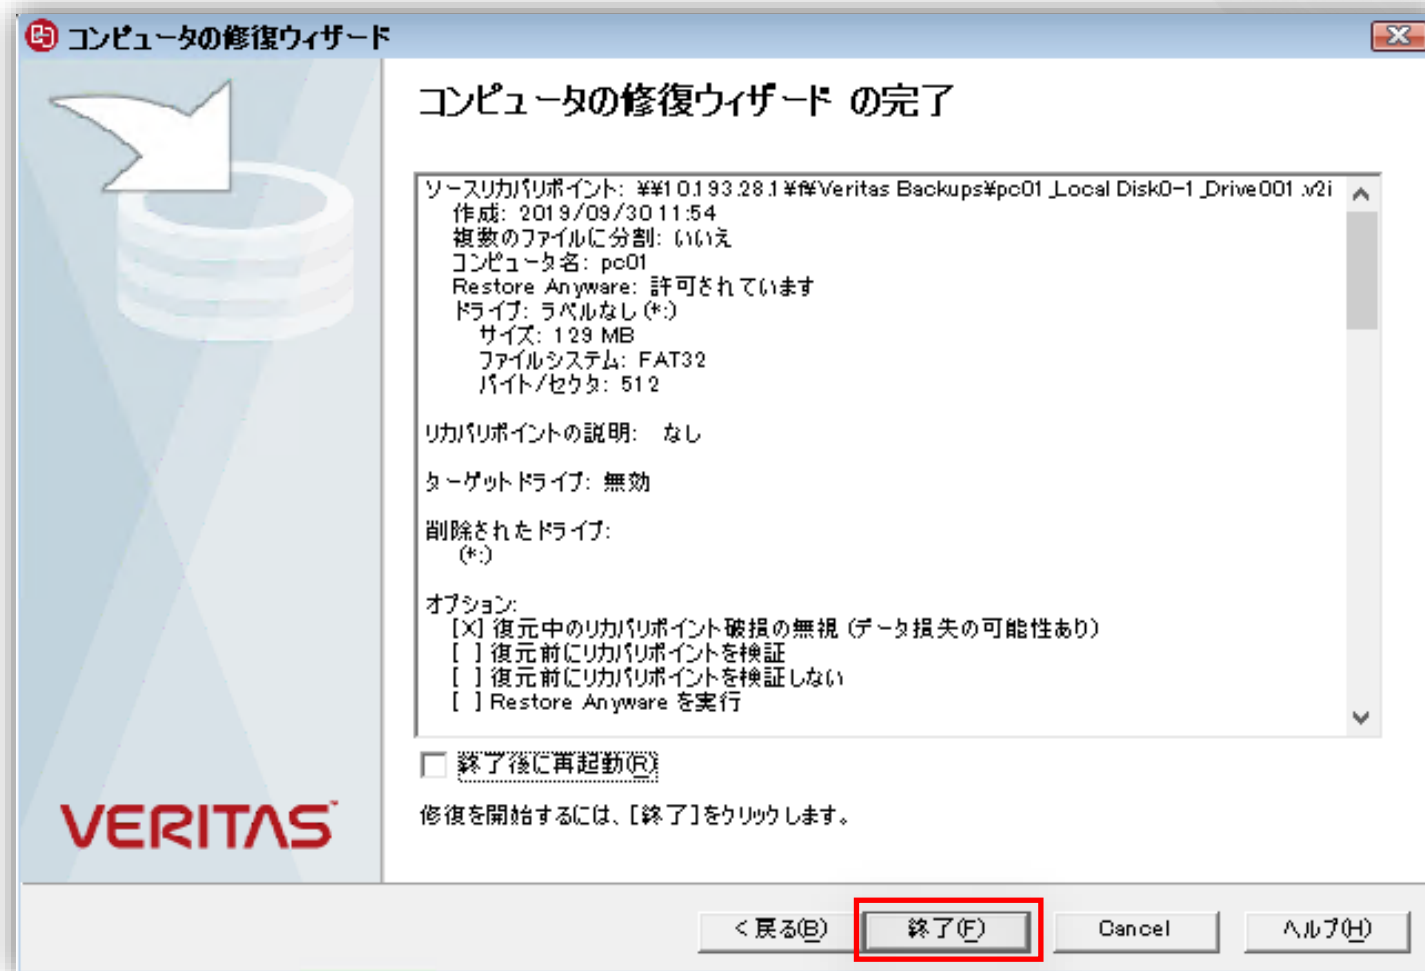 コンピュータの修復ウィザード
コンピュータの修復ウィザード の完了
ソースリカバリポイント: ¥¥10.193.28.1¥f¥Veritas Backups¥pc01_Local Disk0-1_Drive001.v2i
作成: 2019/09/30 11:54
複数のファイルに分割: いいえ
コンピュータ名: pc01
Restore Anyware: 許可されています
ドライブ: ラベルなし (*:)
サイズ: 129 MB
ファイルシステム: FAT32
バイト/セクタ: 512
リカバリポイントの説明: なし
ターゲットドライブ: 無効
削除されたドライブ:
(*:)
オプション:
[X] 復元中のリカバリポイント破損の無視 (データ損失の可能性あり)
[ ] 復元前にリカバリポイントを検証
[ ] 復元前にリカバリポイントを検証しない
[ ] Restore Anyware を実行
終了後に再起動(R)
修復を開始するには、[終了]をクリックします。
VERITAS™
< 戻る(B) 終了(F) Cancel ヘルプ(H)